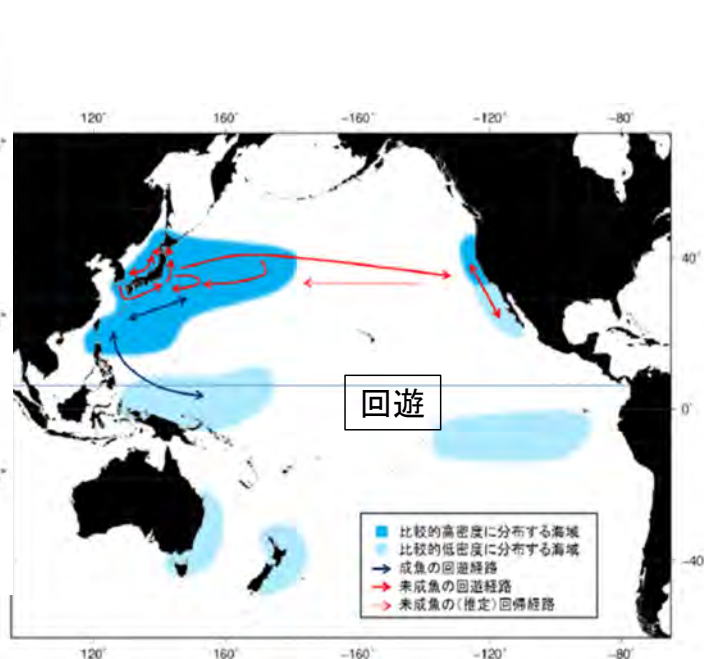 120°
160°
-160°
-120°
-80°
40°
回遊
0°
比較的高密度に分布する海域
比較的低密度に分布する海域
成魚の回遊経路
未成魚の回遊経路
未成魚の(推定)回帰経路
-40°
120°
160°
-160°
-120°
-80°